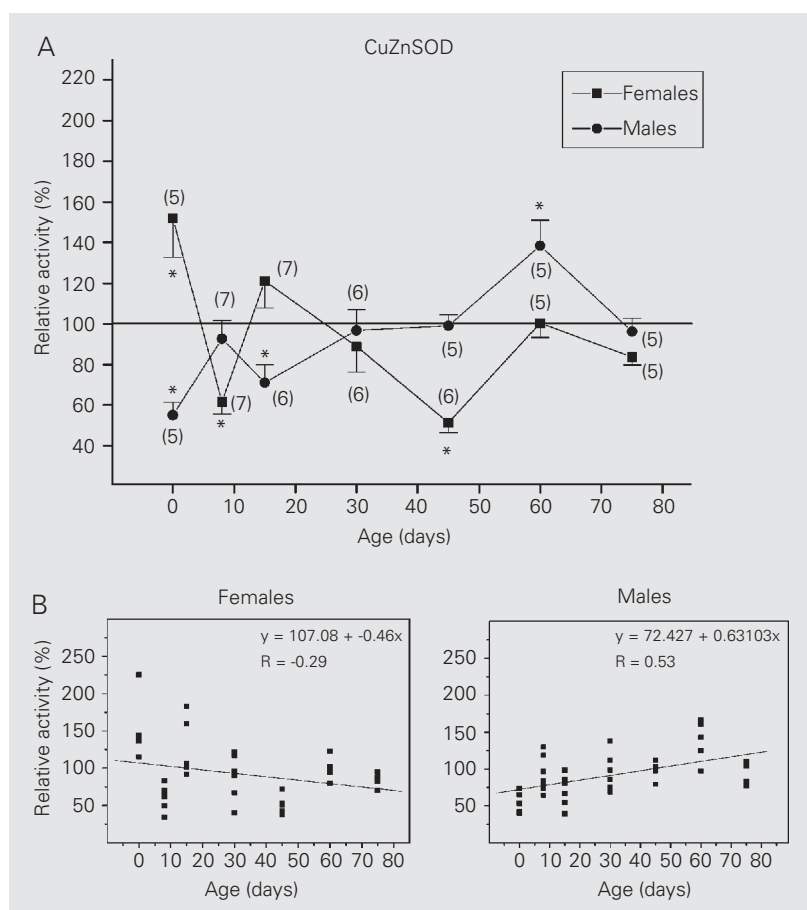 A
CuZnSOD
Females
Males
Relative activity (%)
220
200
180
160
140
120
100
80
60
40
(5)
*
*
(5)
(7)
(7)
*
(7)
*
(6)
(6)
(6)
(5)
(6)
*
*
(5)
(5)
(5)
(5)
0 10 20 30 40 50 60 70 80
Age (days)
B
Females
y = 107.08 + -0.46x
R = -0.29
Relative activity (%)
250
200
150
100
50
0 10 20 30 40 50 60 70 80
Age (days)
Males
y = 72.427 + 0.63103x
R = 0.53
250
200
150
100
50
0 10 20 30 40 50 60 70 80
Age (days)